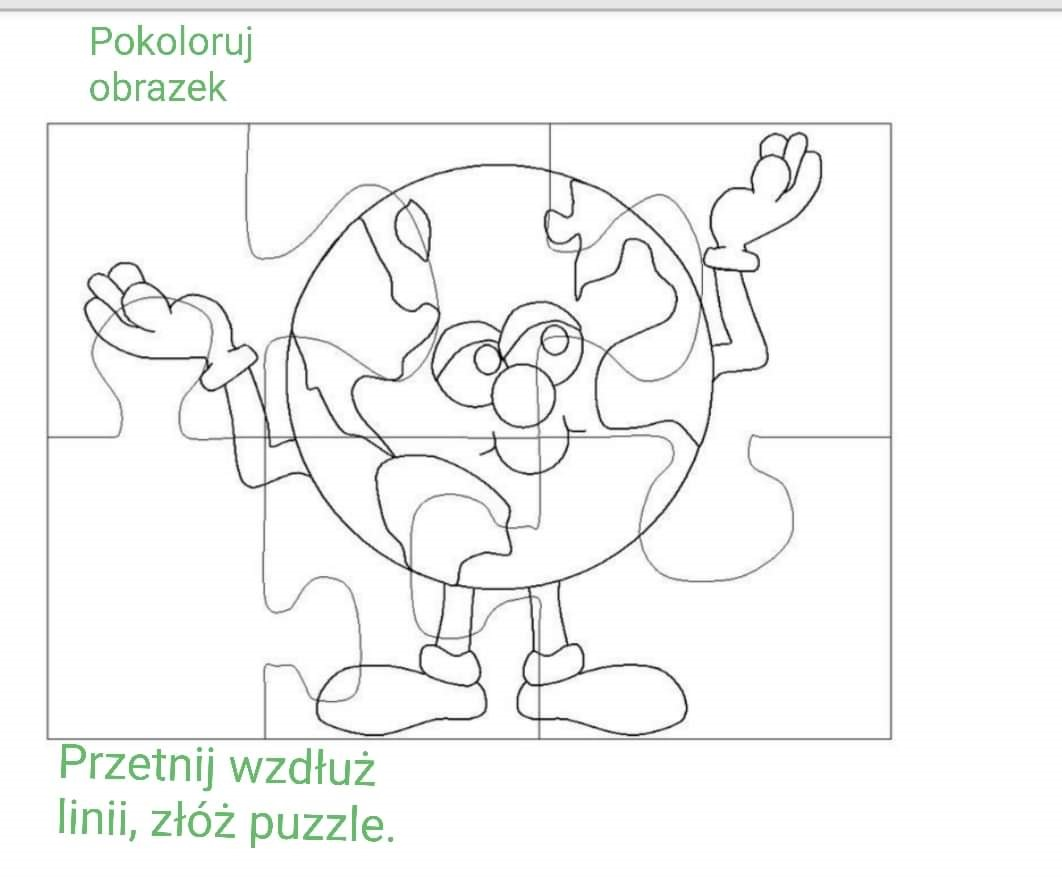 Pokoloruj
obrazek
Przetnij wzdłuż
linii, złóż puzzle.